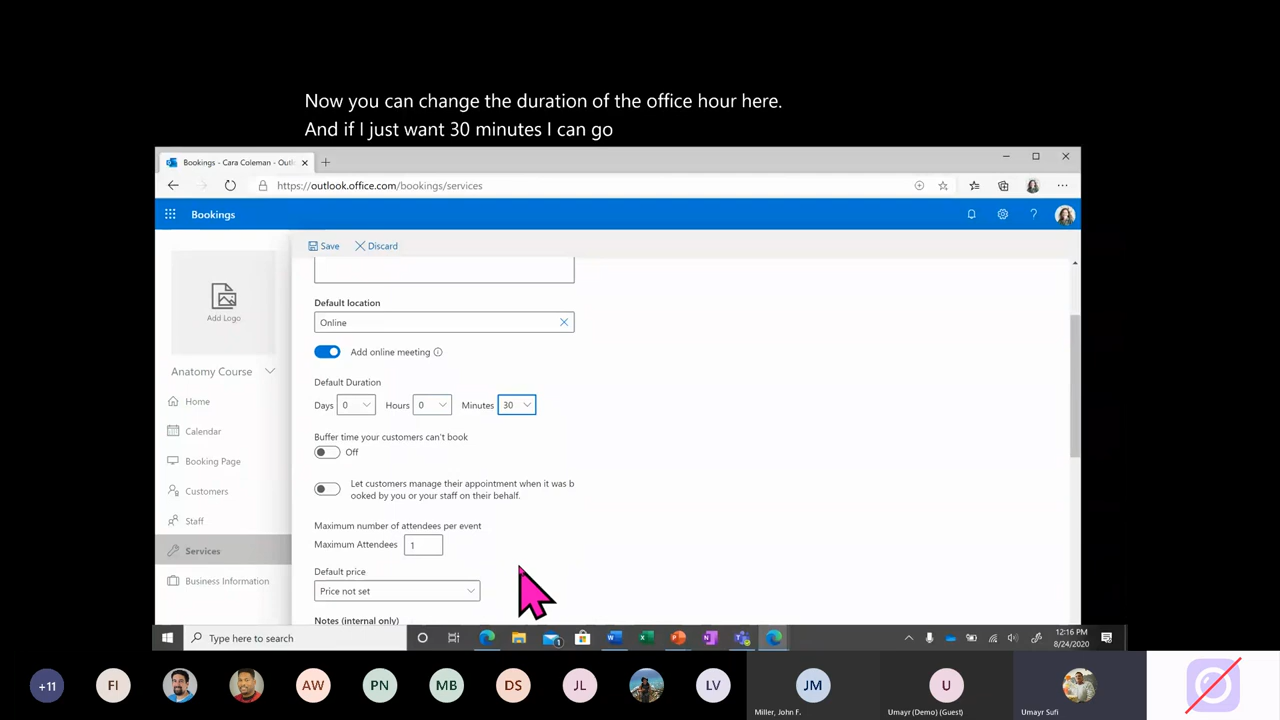 Now you can change the duration of the office hour here.
And if I just want 30 minutes I can go
Bookings - Cara Coleman - Outl
https://outlook.office.com/bookings/services
Bookings
Save
Discard
Add Logo
Default location
Online
Add online meeting
Anatomy Course
Default Duration
Days 0 Hours 0 Minutes 30
Home
Calendar
Booking Page
Customers
Staff
Services
Business Information
Buffer time your customers can't book
Off
Let customers manage their appointment when it was b
ooked by you or your staff on their behalf.
Maximum number of attendees per event
Maximum Attendees 1
Default price
Price not set
Notes (internal only)
Type here to search
12:16 PM
8/24/2020
+11
FI
AW
PN
MB
DS
JL
LV
JM
U
Miller, John F.
Umayr (Demo) (Guest)
Umayr Sufi